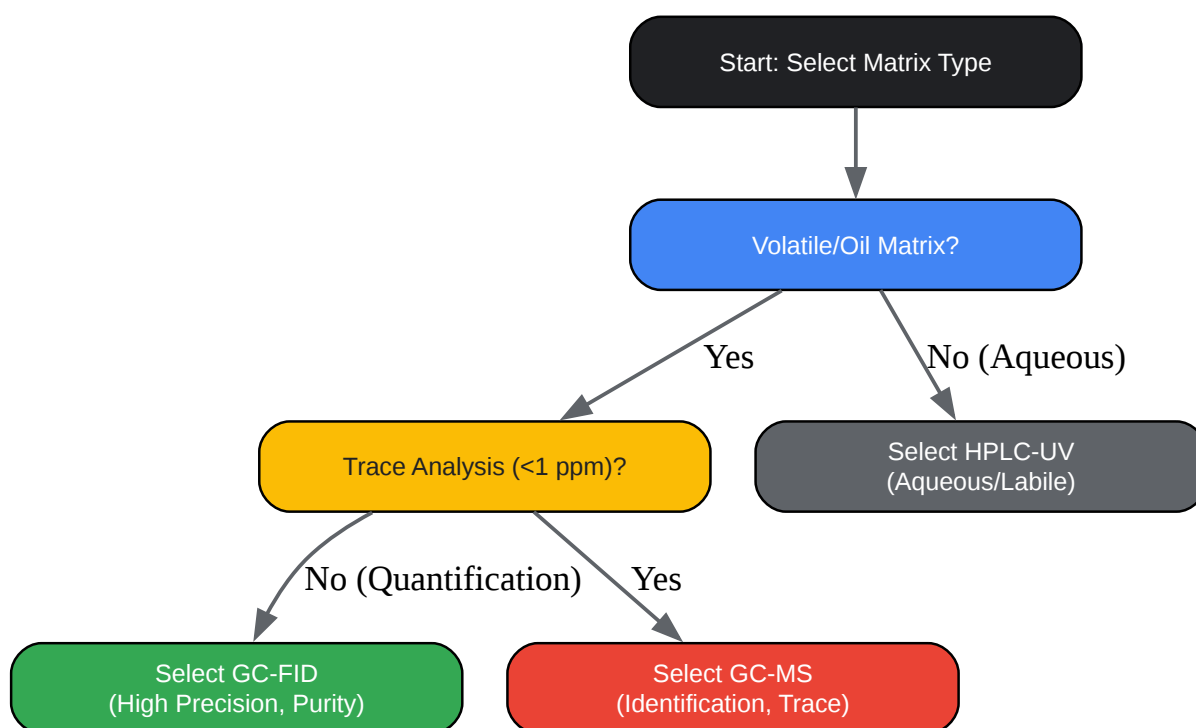 Start: Select Matrix Type
Volatile/Oil Matrix?
Yes
No (Aqueous)
Trace Analysis (<1 ppm)?
Select HPLC-UV
(Aqueous/Labile)
No (Quantification)
Yes
Select GC-FID
(High Precision, Purity)
Select GC-MS
(Identification, Trace)